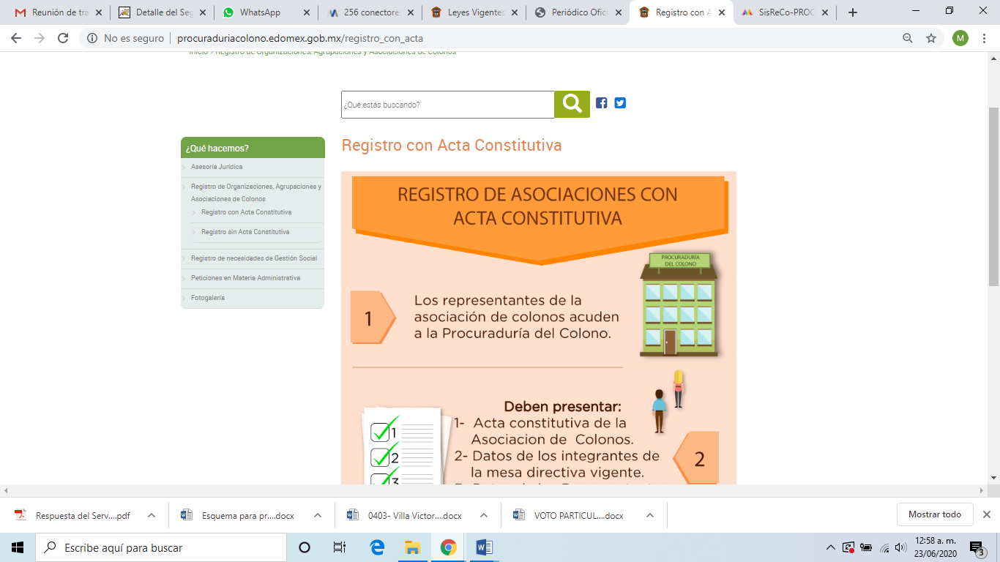 Reunión de tra
Detalle del Seg
WhatsApp
256 conectore
Leyes Vigentes
Periódico Ofici
Registro con A
SisReCo-PROC
No es seguro
procuraduriacolono.edomex.gob.mx/registro_con_acta
M
Inicio » Registro de Organizaciones, Agrupaciones y Asociaciones de Colonos
¿Qué estás buscando?
¿Qué hacemos?
Asesoría Jurídica
Registro de Organizaciones, Agrupaciones y
Asociaciones de Colonos
Registro con Acta Constitutiva
Registro sin Acta Constitutiva
Registro de necesidades de Gestión Social
Peticiones en Materia Administrativa
Fotogalería
Registro con Acta Constitutiva
REGISTRO DE ASOCIACIONES CON
ACTA CONSTITUTIVA
PROCURADURÍA
DEL COLONO
1
Los representantes de la
asociación de colonos acuden
a la Procuraduría del Colono.
Deben presentar:
1- Acta constitutiva de la
Asociacion de Colonos.
2- Datos de los integrantes de
la mesa directiva vigente.
1
2
3
2
Respuesta del Serv....pdf
Esquema para pr....docx
0403- Villa Victor....docx
VOTO PARTICUL....docx
Mostrar todo
Escribe aquí para buscar
12:58 a. m.
23/06/2020
3